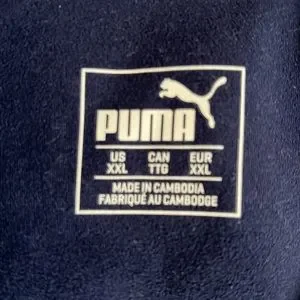 PUMA
US CAN EUR
XXL TTG XXL
MADE IN CAMBODIA
FABRIQUÉ AU CAMBODGE